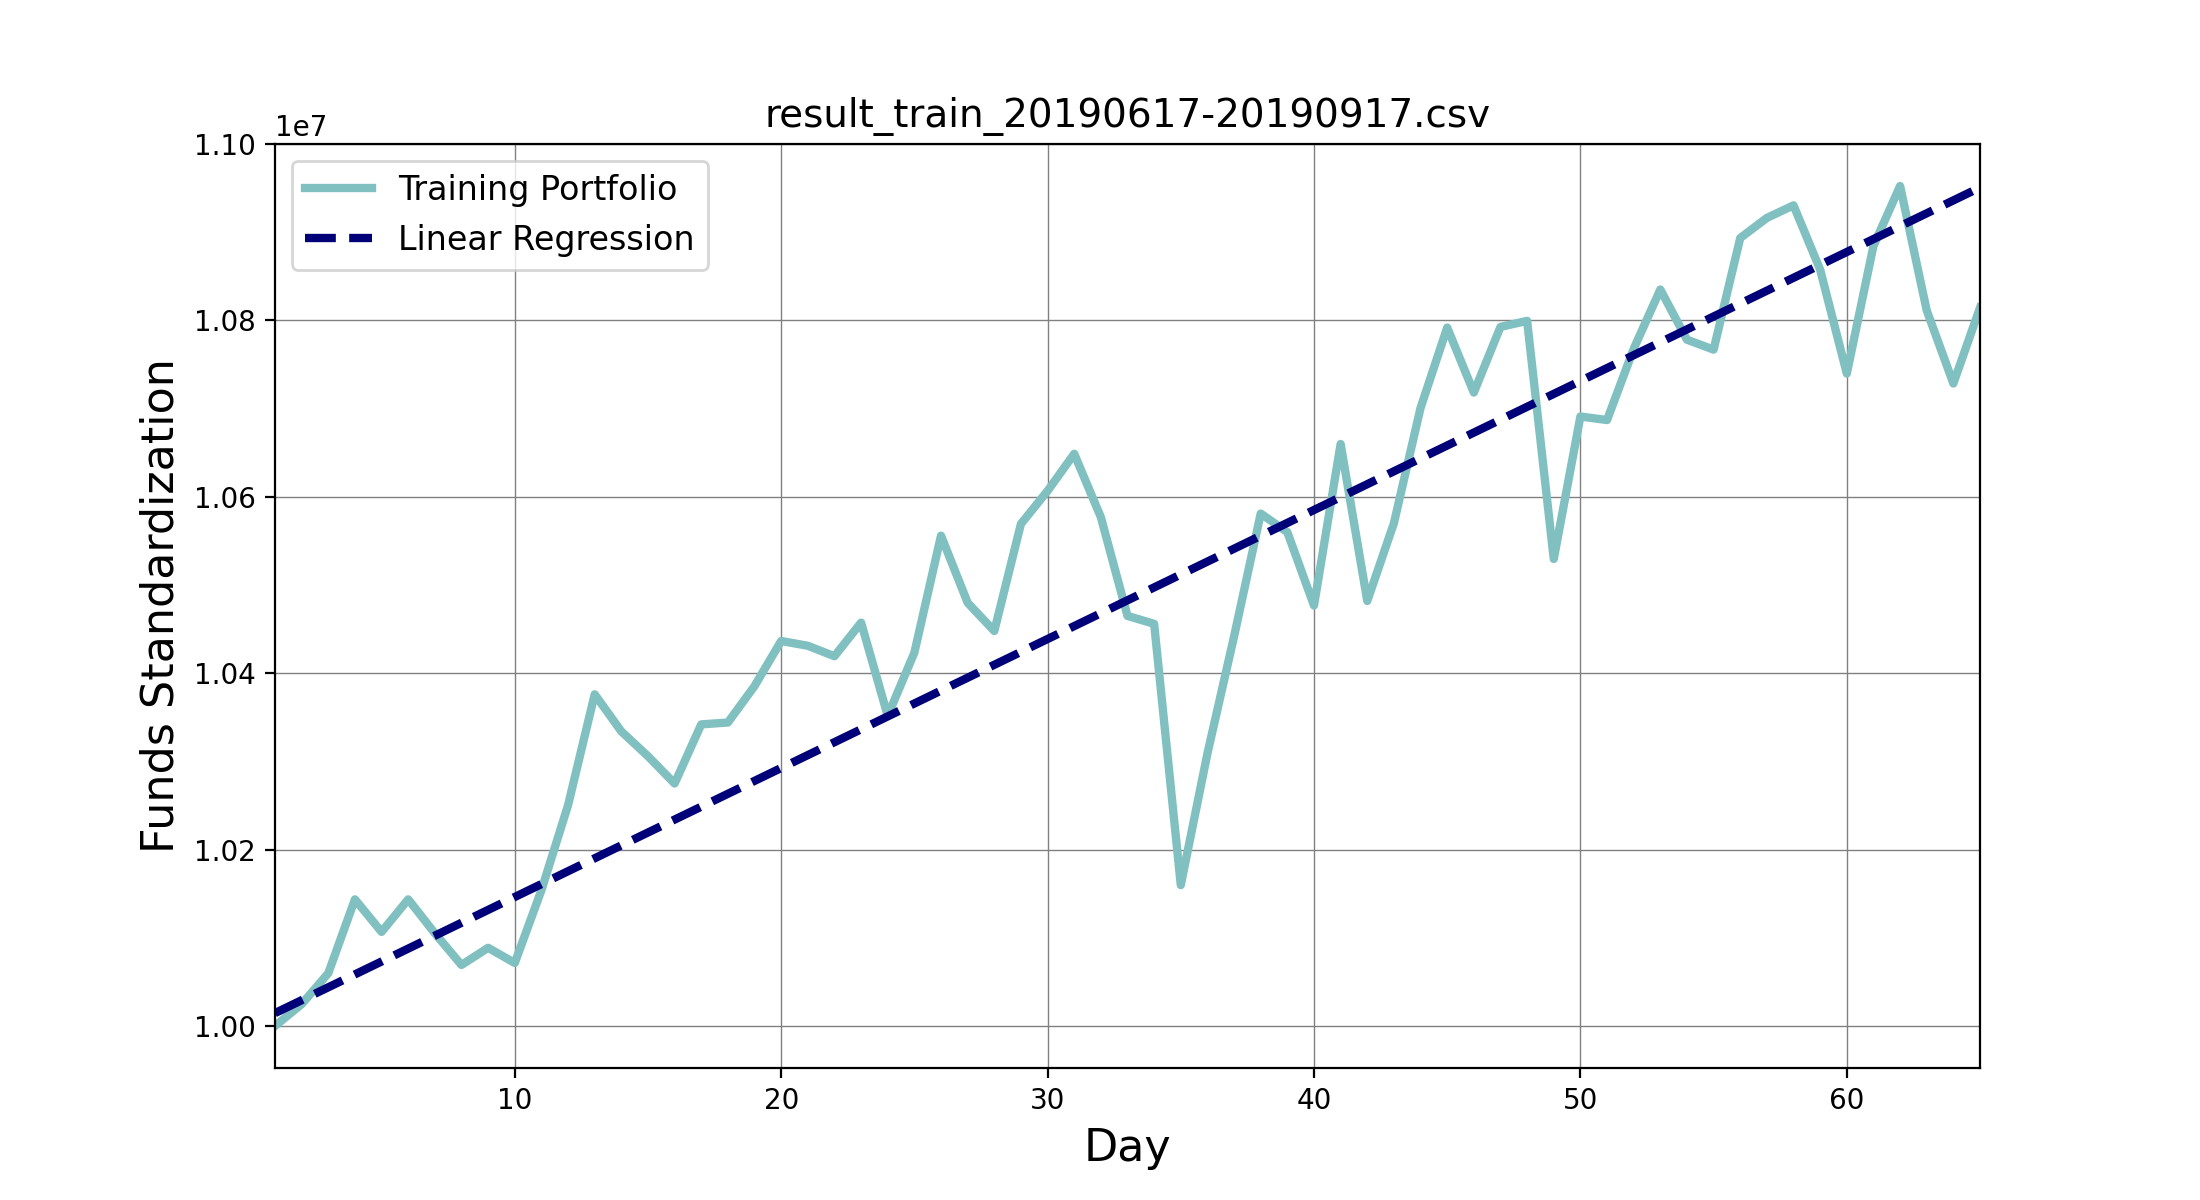 result_train_20190617-20190917.csv
1e7
Training Portfolio
Linear Regression
1.10
1.08
1.06
1.04
1.02
1.00
Funds Standardization
10 20 30 40 50 60
Day